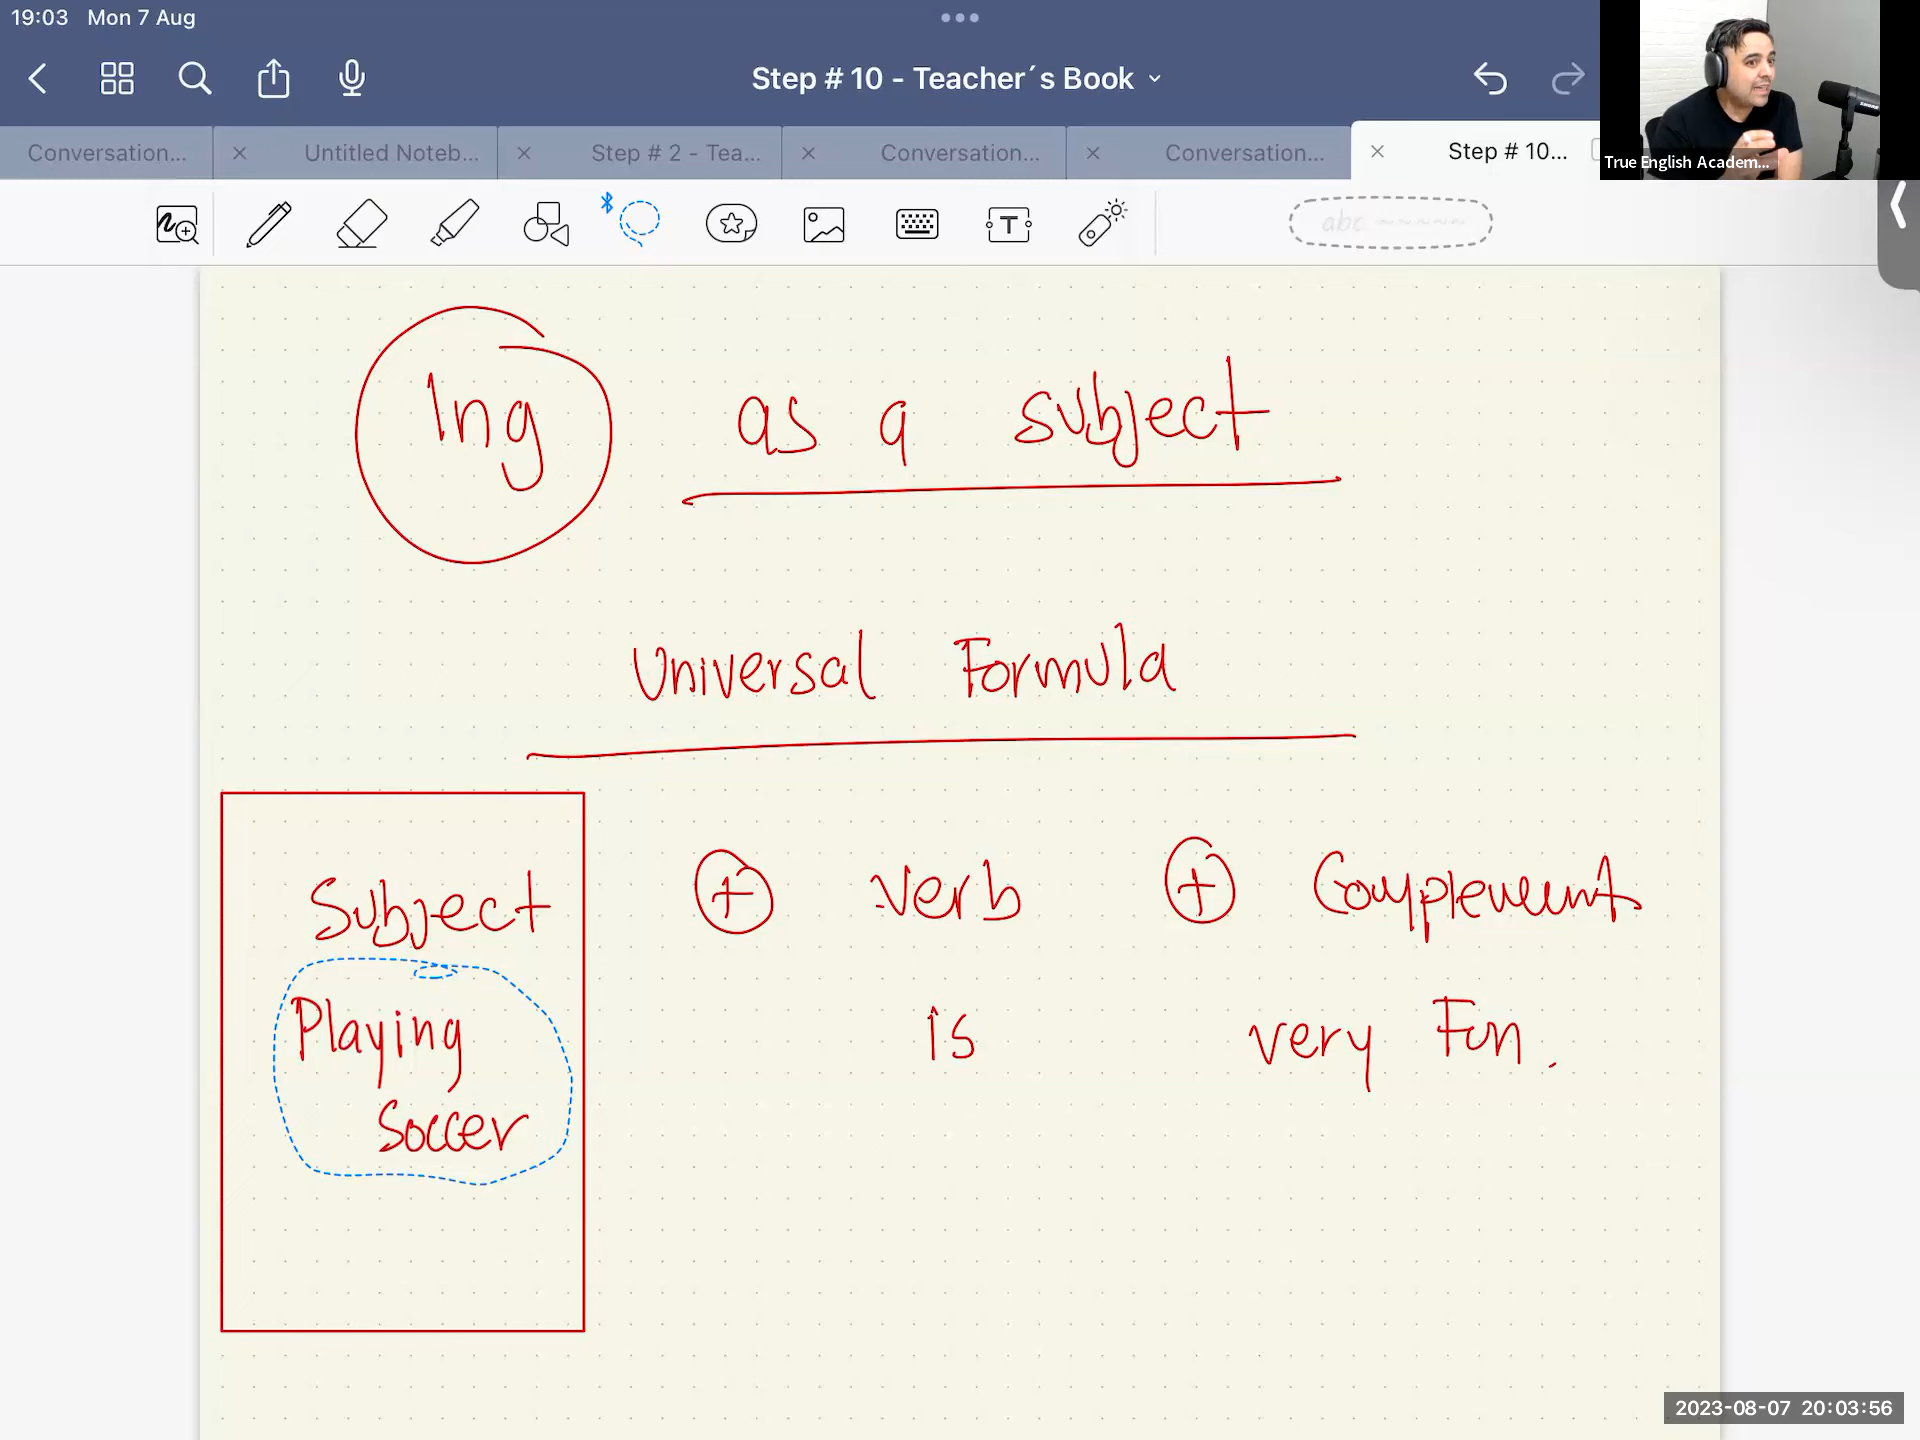 19:03 Mon 7 Aug
Step # 10 - Teacher´s Book
Conversation...
Untitled Noteb...
Step # 2 - Tea...
Conversation...
Conversation...
Step # 10...
True English Academ...
abc
Ing as a subject
Universal Formula
Subject + verb + Complement
Playing is very Fun.
Soccer
2023-08-07 20:03:56